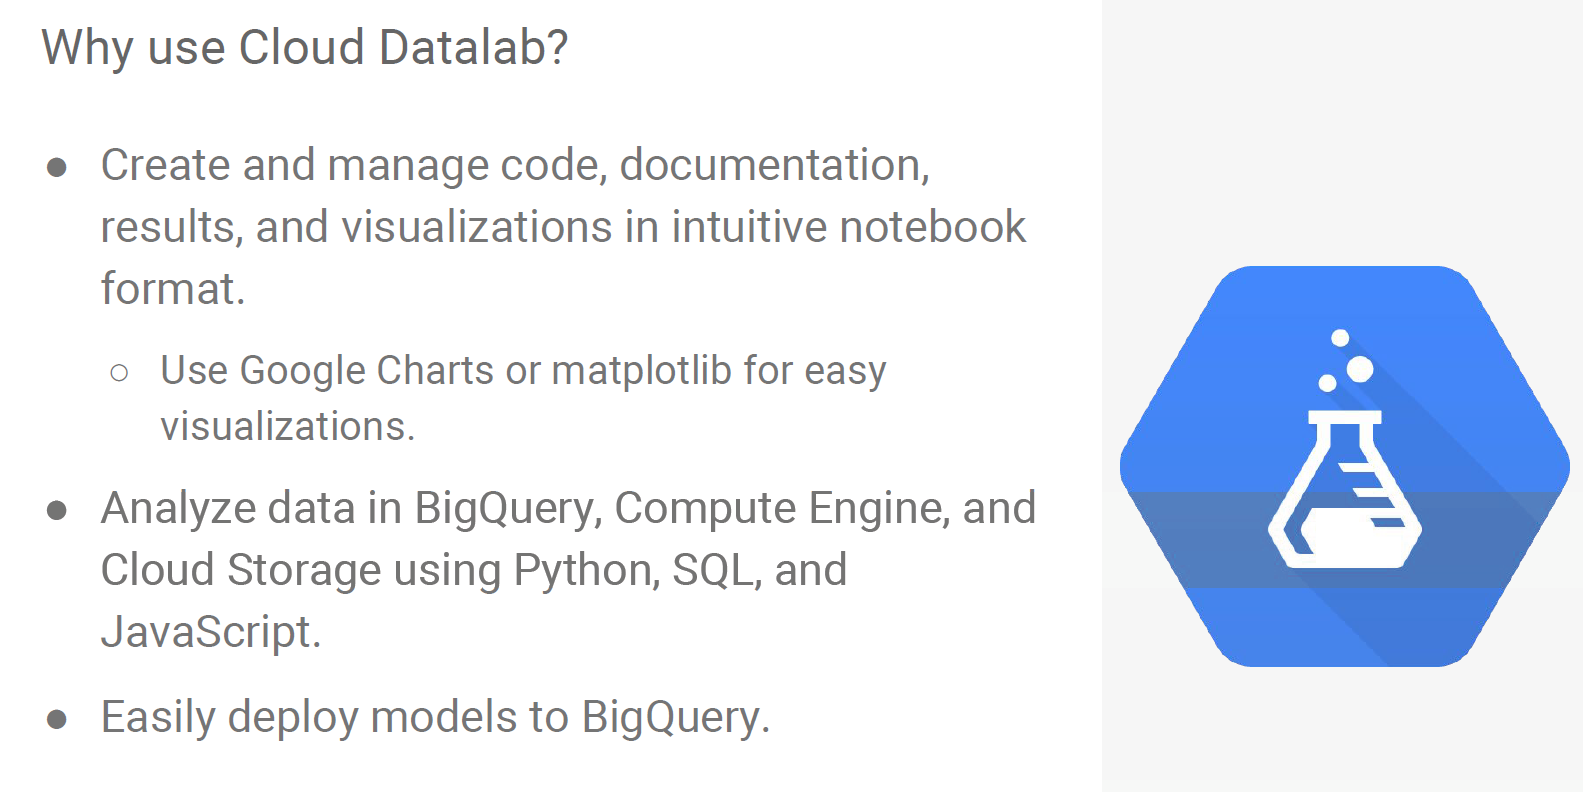 Why use Cloud Datalab?
● Create and manage code, documentation,
results, and visualizations in intuitive notebook
format.
○ Use Google Charts or matplotlib for easy
visualizations.
● Analyze data in BigQuery, Compute Engine, and
Cloud Storage using Python, SQL, and
JavaScript.
● Easily deploy models to BigQuery.